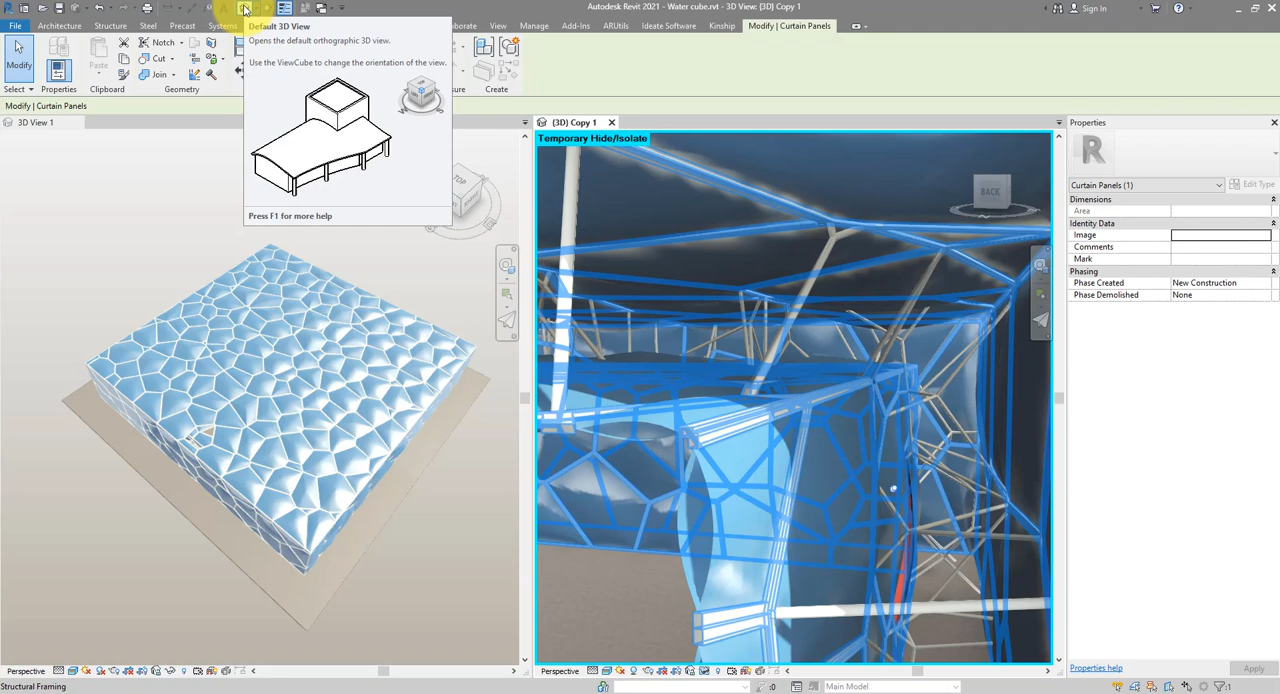 Autodesk Revit 2021 - Water cube.rvt - 3D View: {3D} Copy 1
Sign In
File
Architecture
Structure
Steel
Precast
Systems
laborate
View
Manage
Add-Ins
ARUtils
Ideate Software
Kinship
Modify | Curtain Panels
Default 3D View
Opens the default orthographic 3D view.
Use the ViewCube to change the orientation of the view.
Press F1 for more help
Modify
Paste
Notch
Cut
Join
Select
Properties
Clipboard
Geometry
ure
Create
Modify | Curtain Panels
3D View 1
{3D} Copy 1
Temporary Hide/Isolate
TOP
BACK
Properties
Curtain Panels (1)
Edit Type
Dimensions
Area
Identity Data
Image
Comments
Mark
Phasing
Phase Created
New Construction
Phase Demolished
None
Perspective
Perspective
Properties help
Apply
Structural Framing
:0
Main Model
:1